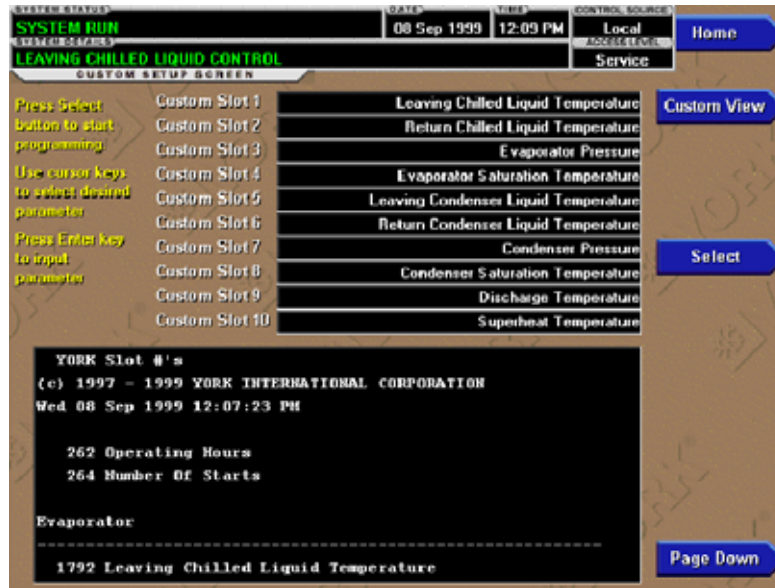 SYSTEM STATUS
SYSTEM RUN
DATE
08 Sep 1999
TIME
12:09 PM
CONTROL SOURCE
Local
Home
SYSTEM DETAILS
LEAVING CHILLED LIQUID CONTROL
ACCESS LEVEL
Service
CUSTOM SETUP SCREEN
Press Select
button to start
programming
Use cursor keys
to select desired
parameter
Press Enter key
to input
parameter
Custom Slot 1 Leaving Chilled Liquid Temperature
Custom Slot 2 Return Chilled Liquid Temperature
Custom Slot 3 Evaporator Pressure
Custom Slot 4 Evaporator Saturation Temperature
Custom Slot 5 Leaving Condenser Liquid Temperature
Custom Slot 6 Return Condenser Liquid Temperature
Custom Slot 7 Condenser Pressure
Custom Slot 8 Condenser Saturation Temperature
Custom Slot 9 Discharge Temperature
Custom Slot 10 Superheat Temperature
Custom View
Select
YORK Slot #'s
(c) 1997 - 1999 YORK INTERNATIONAL CORPORATION
Wed 08 Sep 1999 12:07:23 PM
262 Operating Hours
264 Number Of Starts
Evaporator
--------------------------------------------------------------------
1792 Leaving Chilled Liquid Temperature
Page Down
YORK